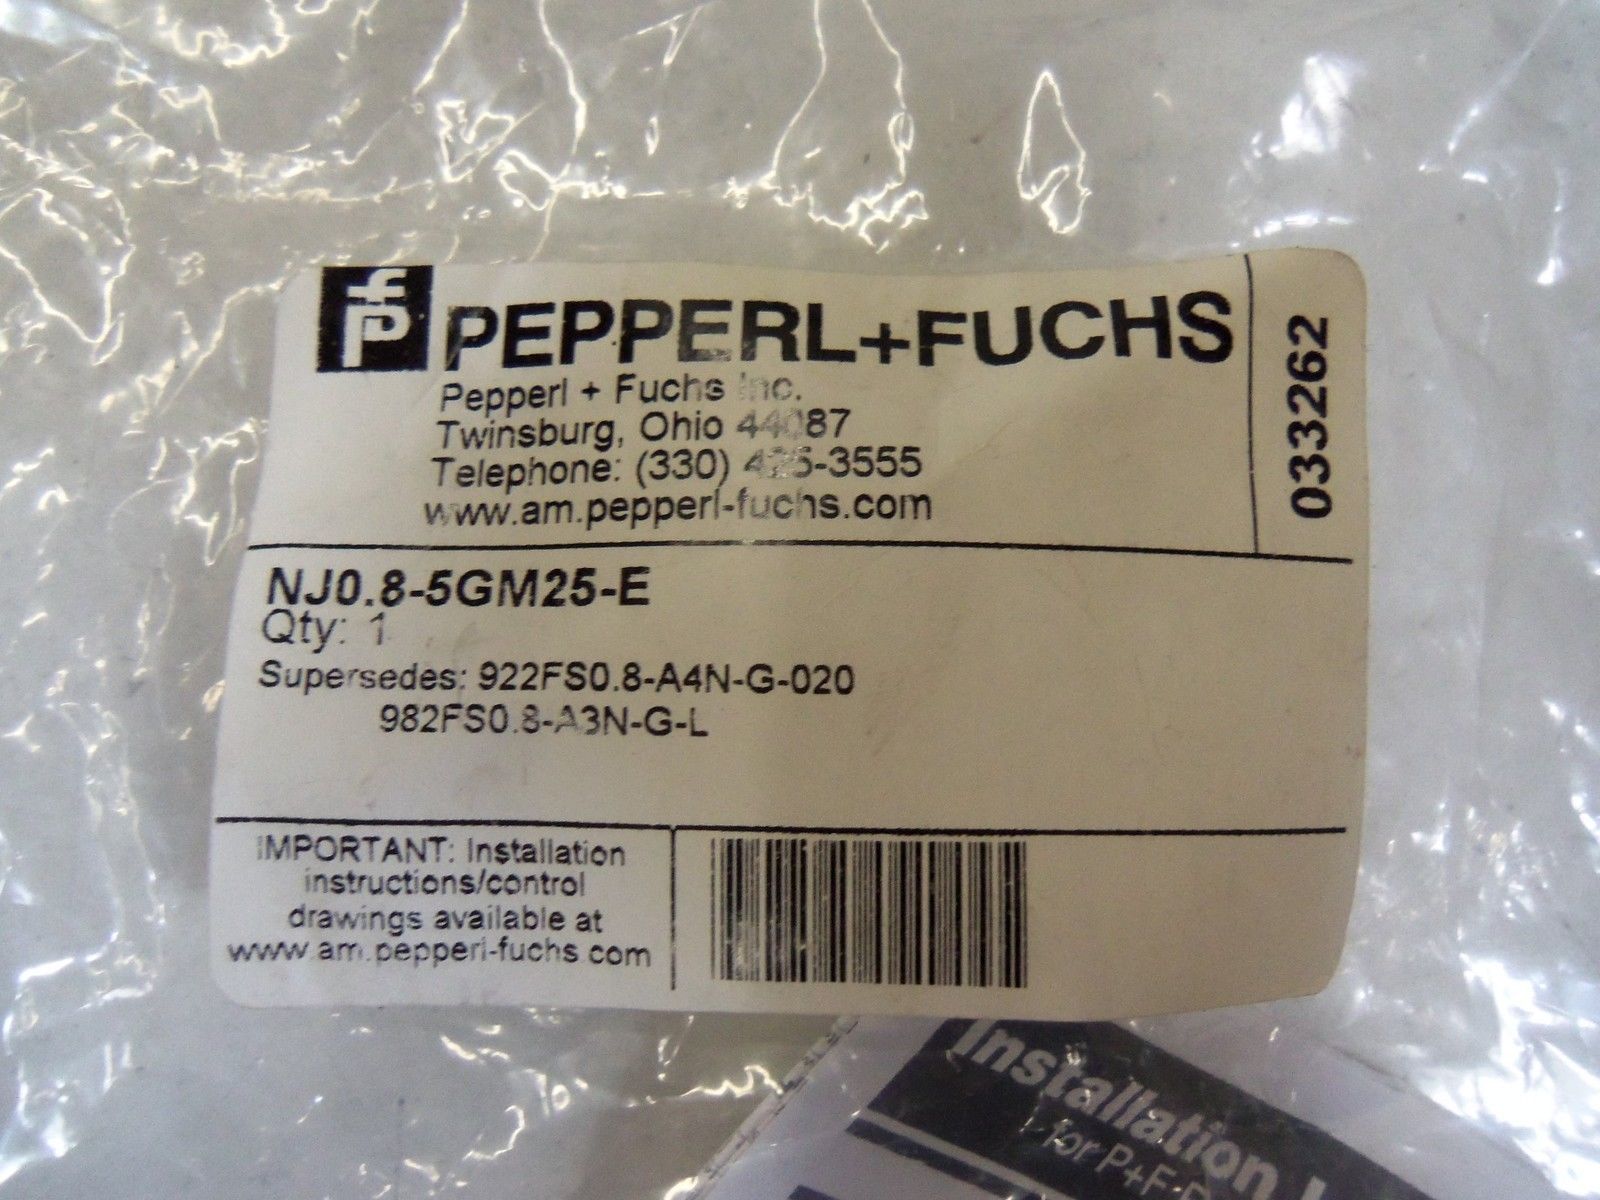 PEPPERL+FUCHS
Pepperl + Fuchs Inc.
Twinsburg, Ohio 44087
Telephone: (330) 425-3555
www.am.pepperl-fuchs.com
033262
NJ0.8-5GM25-E
Qty: 1
Supersedes: 922FS0.8-A4N-G-020
982FS0.8-A3N-G-L
IMPORTANT: Installation
instructions/control
drawings available at
www.am.pepperl-fuchs.com
Installation
for P+F